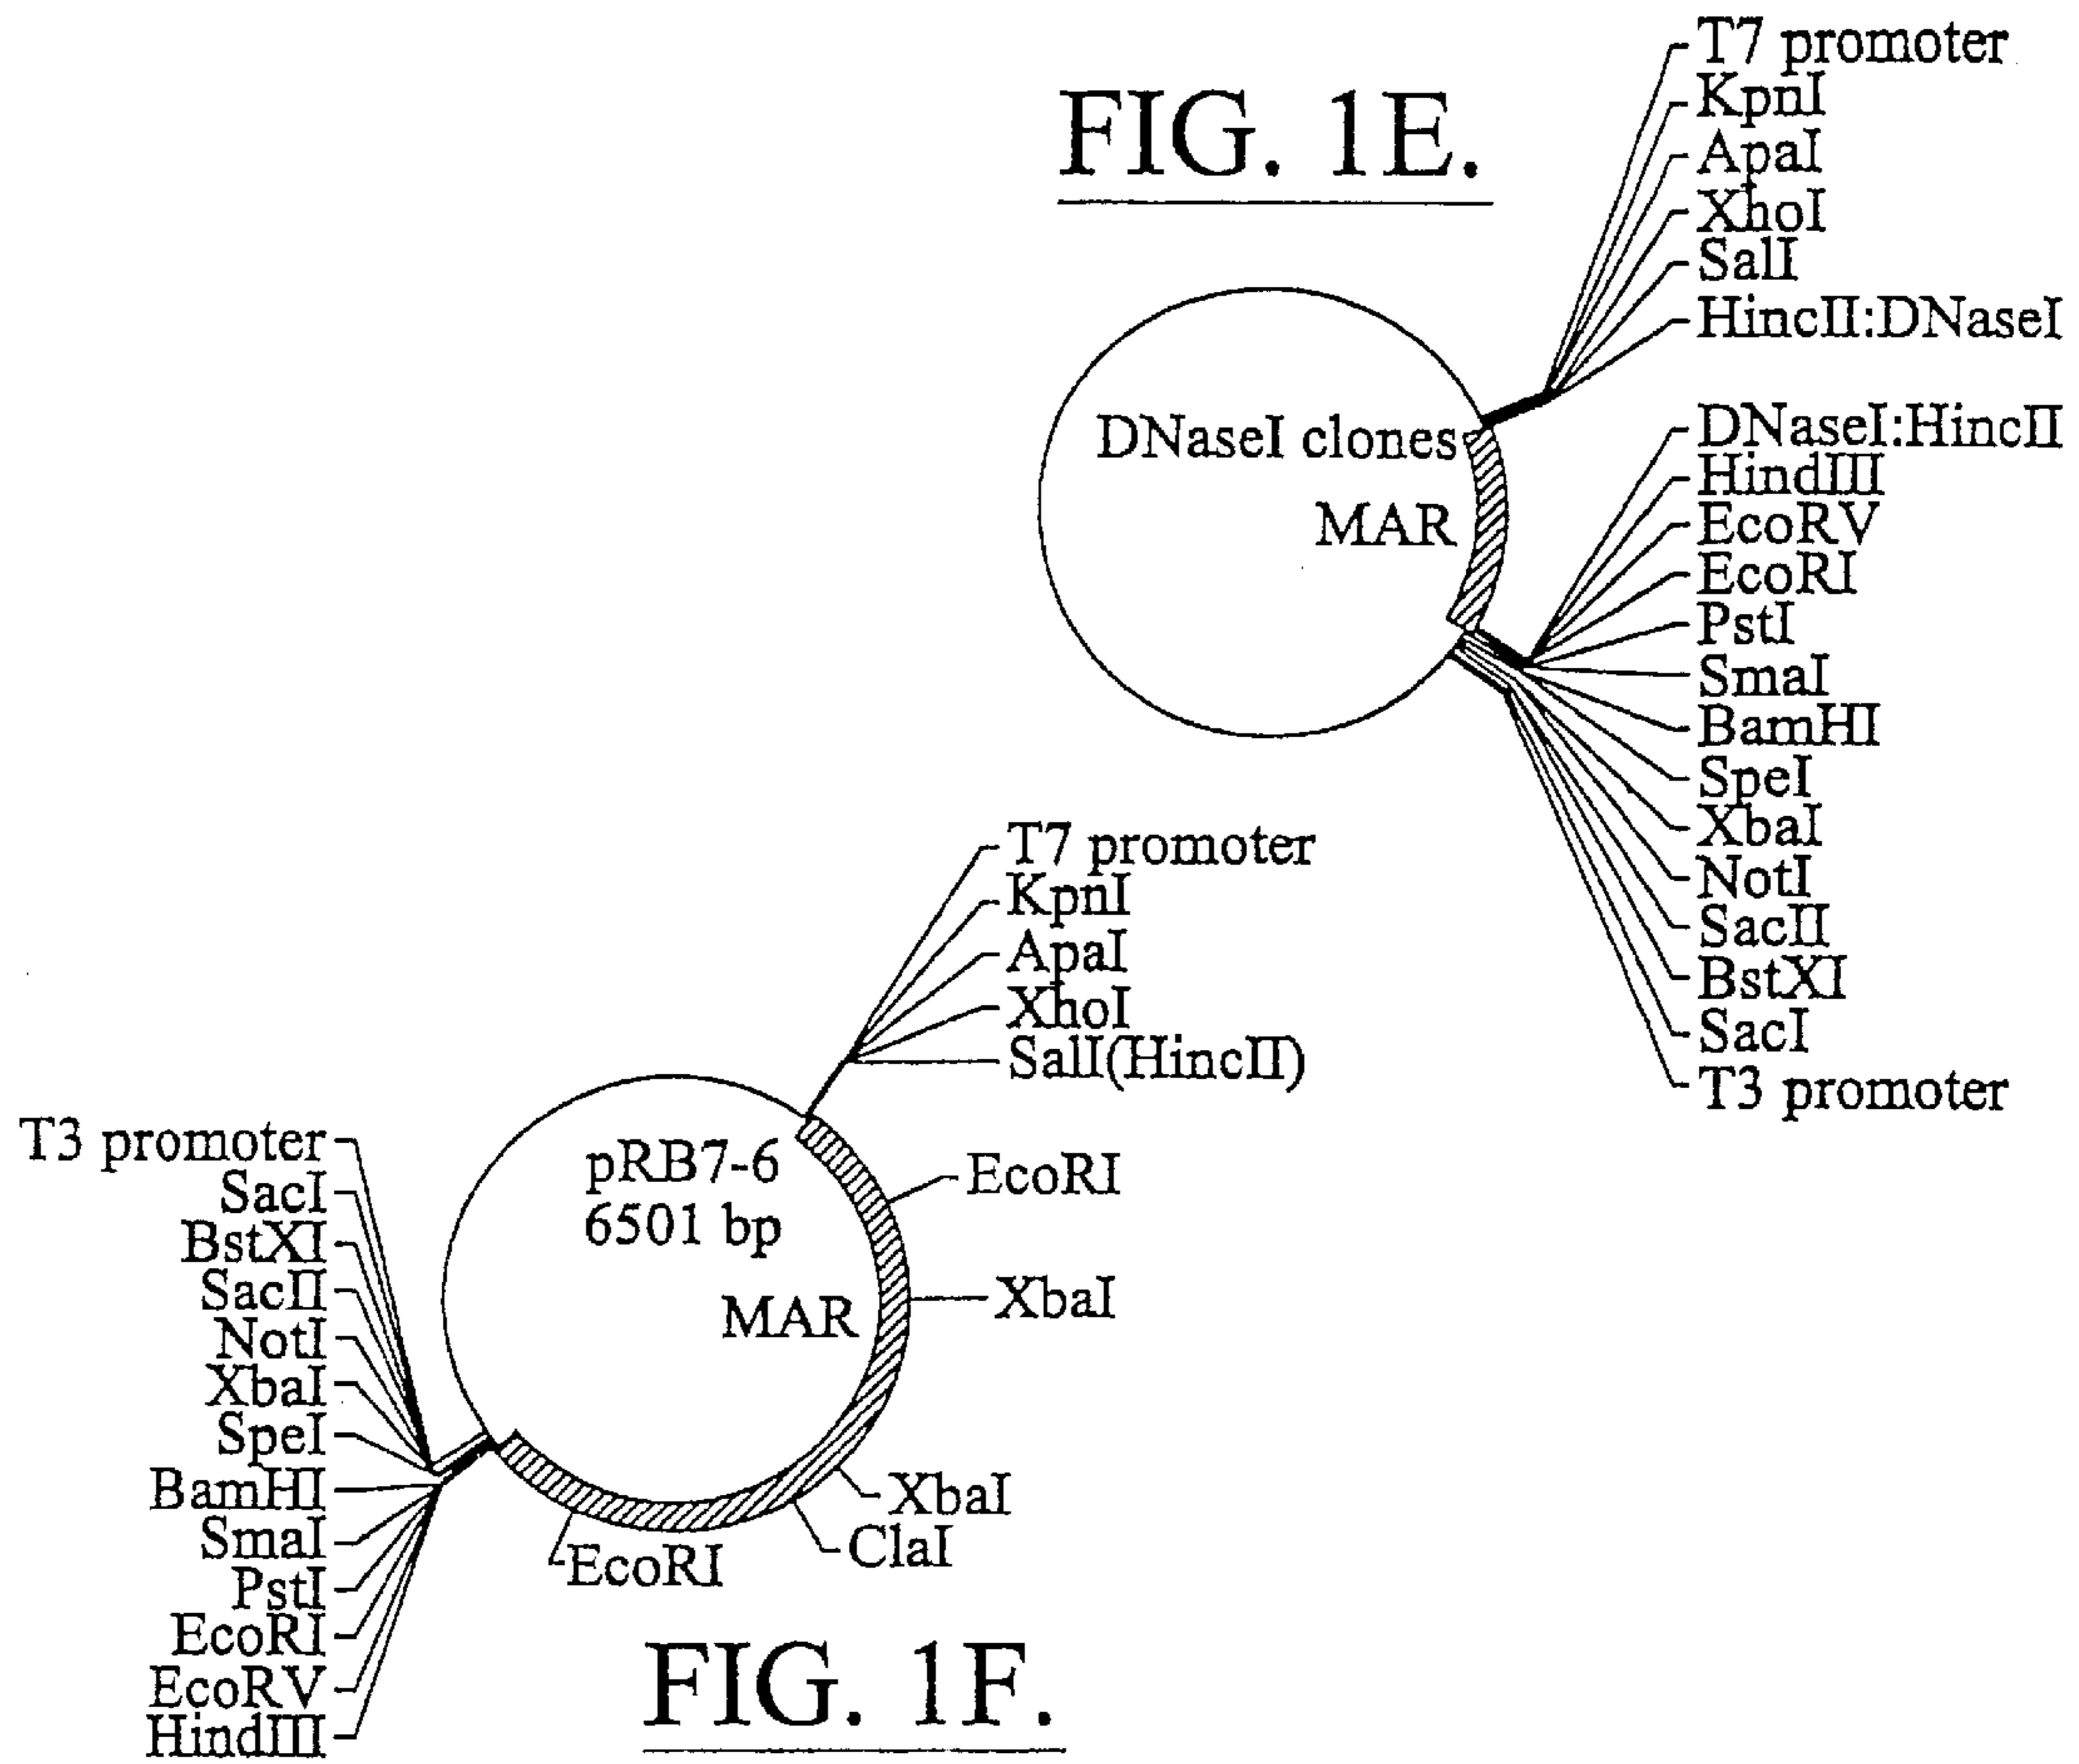 FIG. 1E.
T7 promoter
KpnI
ApaI
XhoI
SalI
HincII:DNaseI
DNaseI clones
MAR
DNaseI:HincII
HindIII
EcoRV
EcoRI
PstI
SmaI
BamHI
SpeI
XbaI
NotI
SacII
BstXI
SacI
T3 promoter
T7 promoter
KpnI
ApaI
XhoI
SalI(HincII)
pRB7-6
6501 bp
MAR
EcoRI
XbaI
XbaI
ClaI
EcoRI
T3 promoter
SacI
BstXI
SacII
NotI
XbaI
SpeI
BamHI
SmaI
PstI
EcoRI
EcoRV
HindIII
FIG. 1F.